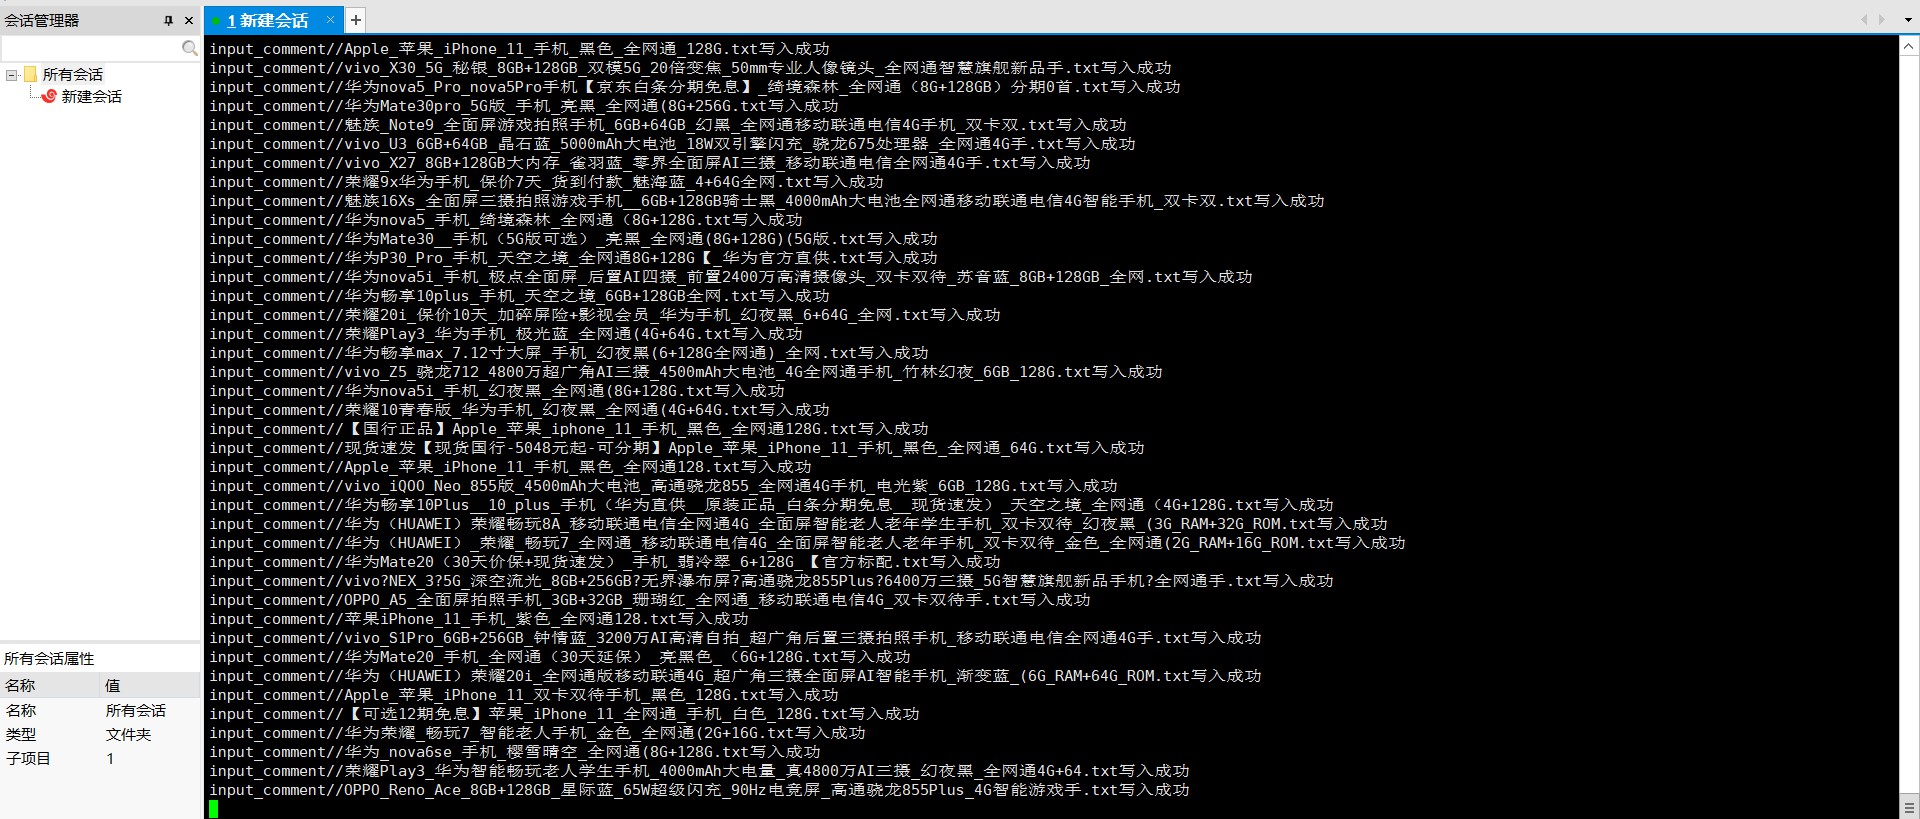 会话管理器
1 新建会话
所有会话
新建会话
所有会话属性
名称 值
名称 所有会话
类型 文件夹
子项目 1
input_comment//Apple_苹果_iPhone_11_手机_黑色_全网通_128G.txt写入成功
input_comment//vivo_X30_5G_秘银_8GB+128GB_双模5G_20倍变焦_50mm专业人像镜头_全网通智慧旗舰新品手.txt写入成功
input_comment//华为nova5_Pro_nova5Pro手机【京东白条分期免息】_绮境森林_全网通（8G+128GB）分期0首.txt写入成功
input_comment//华为Mate30pro_5G版_手机_亮黑_全网通(8G+256G.txt写入成功
input_comment//魅族_Note9_全面屏游戏拍照手机_6GB+64GB_幻黑_全网通移动联通电信4G手机_双卡双.txt写入成功
input_comment//vivo_U3_6GB+64GB_晶石蓝_5000mAh大电池_18W双引擎闪充_骁龙675处理器_全网通4G手.txt写入成功
input_comment//vivo_X27_8GB+128GB大内存_雀羽蓝_零界全面屏AI三摄_移动联通电信全网通4G手.txt写入成功
input_comment//荣耀9x华为手机_保价7天_货到付款_魅海蓝_4+64G全网.txt写入成功
input_comment//魅族16Xs_全面屏三摄拍照游戏手机__6GB+128GB骑士黑_4000mAh大电池全网通移动联通电信4G智能手机_双卡双.txt写入成功
input_comment//华为nova5_手机_绮境森林_全网通（8G+128G.txt写入成功
input_comment//华为Mate30__手机（5G版可选）_亮黑_全网通(8G+128G)(5G版.txt写入成功
input_comment//华为P30_Pro_手机_天空之境_全网通8G+128G【_华为官方直供.txt写入成功
input_comment//华为nova5i_手机_极点全面屏_后置AI四摄_前置2400万高清摄像头_双卡双待_苏音蓝_8GB+128GB_全网.txt写入成功
input_comment//华为畅享10plus_手机_天空之境_6GB+128GB全网.txt写入成功
input_comment//荣耀20i_保价10天_加碎屏险+影视会员_华为手机_幻夜黑_6+64G_全网.txt写入成功
input_comment//荣耀Play3_华为手机_极光蓝_全网通(4G+64G.txt写入成功
input_comment//华为畅享max_7.12寸大屏_手机_幻夜黑(6+128G全网通)_全网.txt写入成功
input_comment//vivo_Z5_骁龙712_4800万超广角AI三摄_4500mAh大电池_4G全网通手机_竹林幻夜_6GB_128G.txt写入成功
input_comment//华为nova5i_手机_幻夜黑_全网通(8G+128G.txt写入成功
input_comment//荣耀10青春版_华为手机_幻夜黑_全网通(4G+64G.txt写入成功
input_comment//【国行正品】Apple_苹果_iphone_11_手机_黑色_全网通128G.txt写入成功
input_comment//现货速发【现货国行-5048元起-可分期】Apple_苹果_iPhone_11_手机_黑色_全网通_64G.txt写入成功
input_comment//Apple_苹果_iPhone_11_手机_黑色_全网通128.txt写入成功
input_comment//vivo_iQOO_Neo_855版_4500mAh大电池_高通骁龙855_全网通4G手机_电光紫_6GB_128G.txt写入成功
input_comment//华为畅享10Plus__10_plus_手机（华为直供__原装正品_白条分期免息__现货速发）_天空之境_全网通（4G+128G.txt写入成功
input_comment//华为（HUAWEI）荣耀畅玩8A_移动联通电信全网通4G_全面屏智能老人老年学生手机_双卡双待_幻夜黑_(3G_RAM+32G_ROM.txt写入成功
input_comment//华为（HUAWEI）_荣耀_畅玩7_全网通_移动联通电信4G_全面屏智能老人老年手机_双卡双待_金色_全网通(2G_RAM+16G_ROM.txt写入成功
input_comment//华为Mate20（30天价保+现货速发）_手机_翡冷翠_6+128G_【官方标配.txt写入成功
input_comment//vivo?NEX_3?5G_深空流光_8GB+256GB?无界瀑布屏?高通骁龙855Plus?6400万三摄_5G智慧旗舰新品手机?全网通手.txt写入成功
input_comment//OPPO_A5_全面屏拍照手机_3GB+32GB_珊瑚红_全网通_移动联通电信4G_双卡双待手.txt写入成功
input_comment//苹果iPhone_11_手机_紫色_全网通128.txt写入成功
input_comment//vivo_S1Pro_6GB+256GB_钟情蓝_3200万AI高清自拍_超广角后置三摄拍照手机_移动联通电信全网通4G手.txt写入成功
input_comment//华为Mate20_手机_全网通（30天延保）_亮黑色_（6G+128G.txt写入成功
input_comment//华为（HUAWEI）荣耀20i_全网通版移动联通4G_超广角三摄全面屏AI智能手机_渐变蓝_(6G_RAM+64G_ROM.txt写入成功
input_comment//Apple_苹果_iPhone_11_双卡双待手机_黑色_128G.txt写入成功
input_comment//【可选12期免息】苹果_iPhone_11_全网通_手机_白色_128G.txt写入成功
input_comment//华为荣耀_畅玩7_智能老人手机_金色_全网通(2G+16G.txt写入成功
input_comment//华为_nova6se_手机_樱雪晴空_全网通(8G+128G.txt写入成功
input_comment//荣耀Play3_华为智能畅玩老人学生手机_4000mAh大电量_真4800万AI三摄_幻夜黑_全网通4G+64.txt写入成功
input_comment//OPPO_Reno_Ace_8GB+128GB_星际蓝_65W超级闪充_90Hz电竞屏_高通骁龙855Plus_4G智能游戏手.txt写入成功